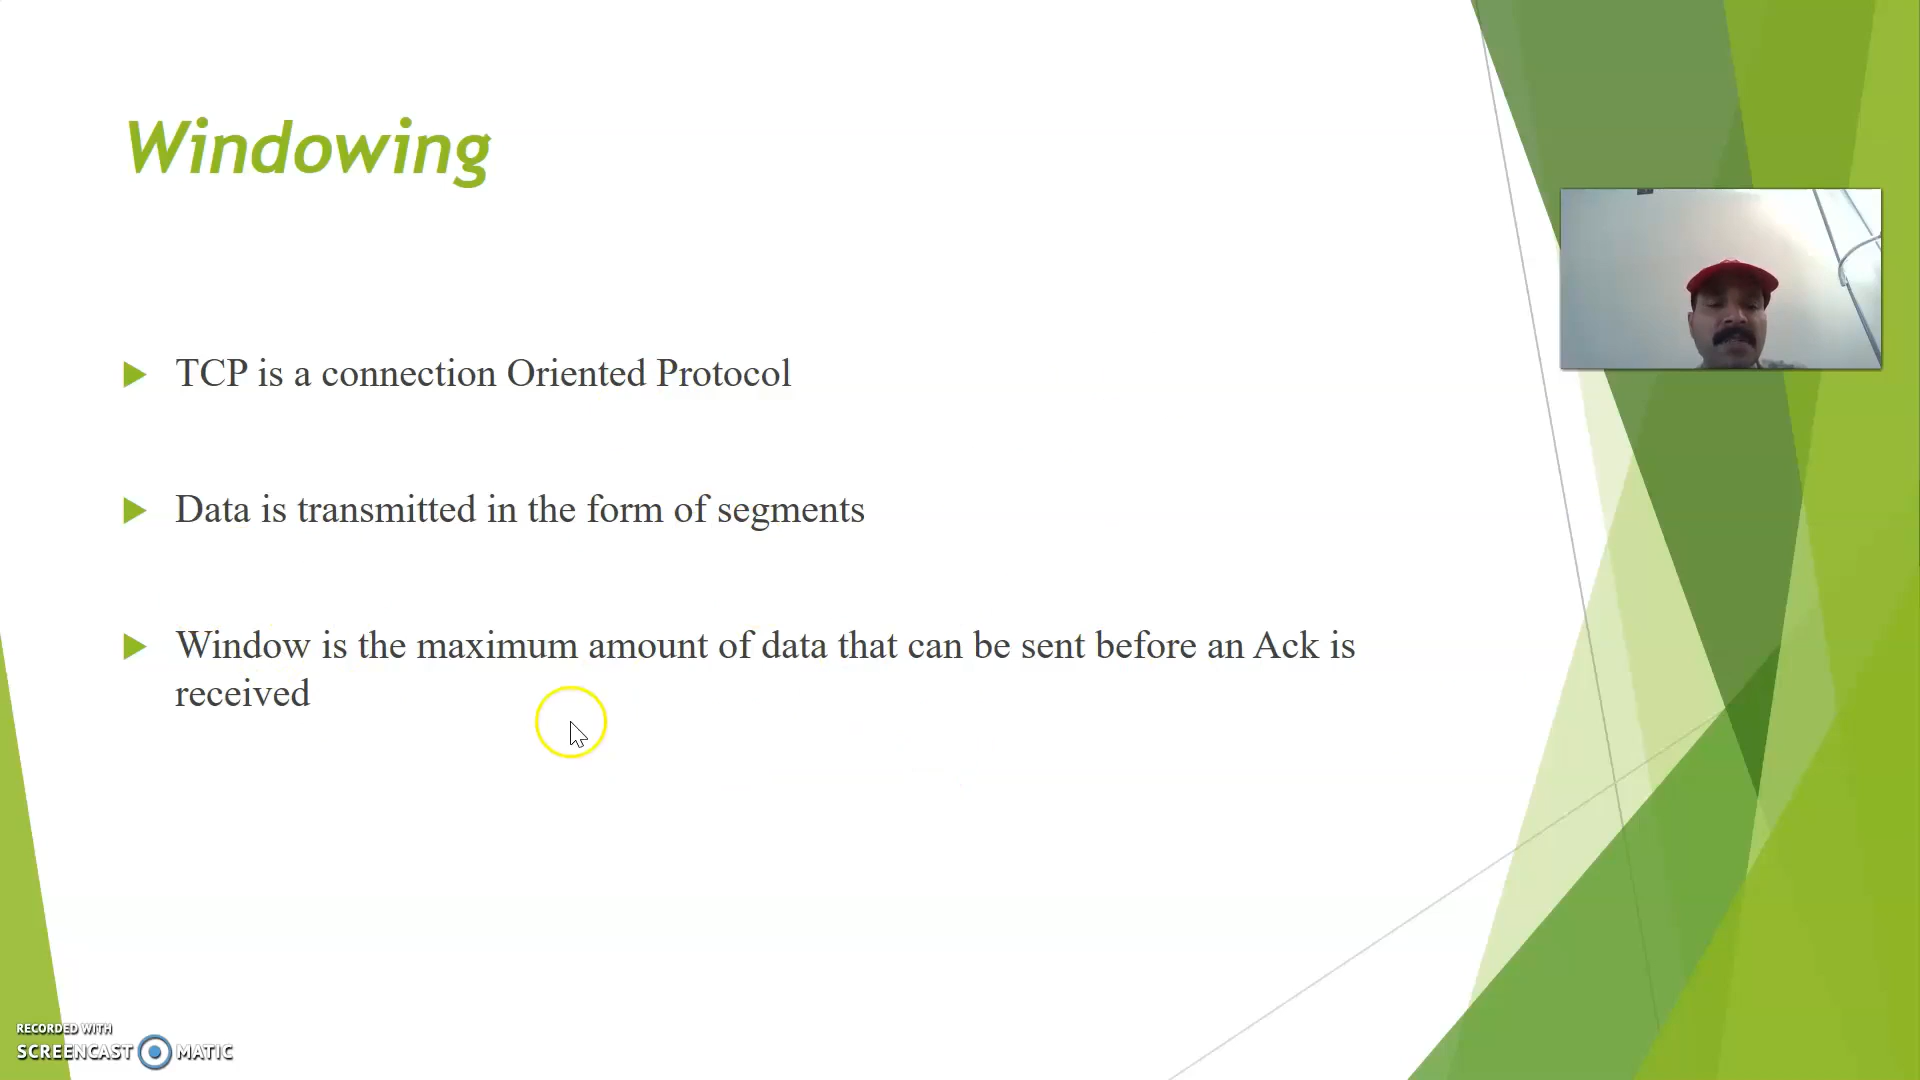 Windowing
TCP is a connection Oriented Protocol
Data is transmitted in the form of segments
Window is the maximum amount of data that can be sent before an Ack is
received
RECORDED WITH
SCREENCAST MATIC